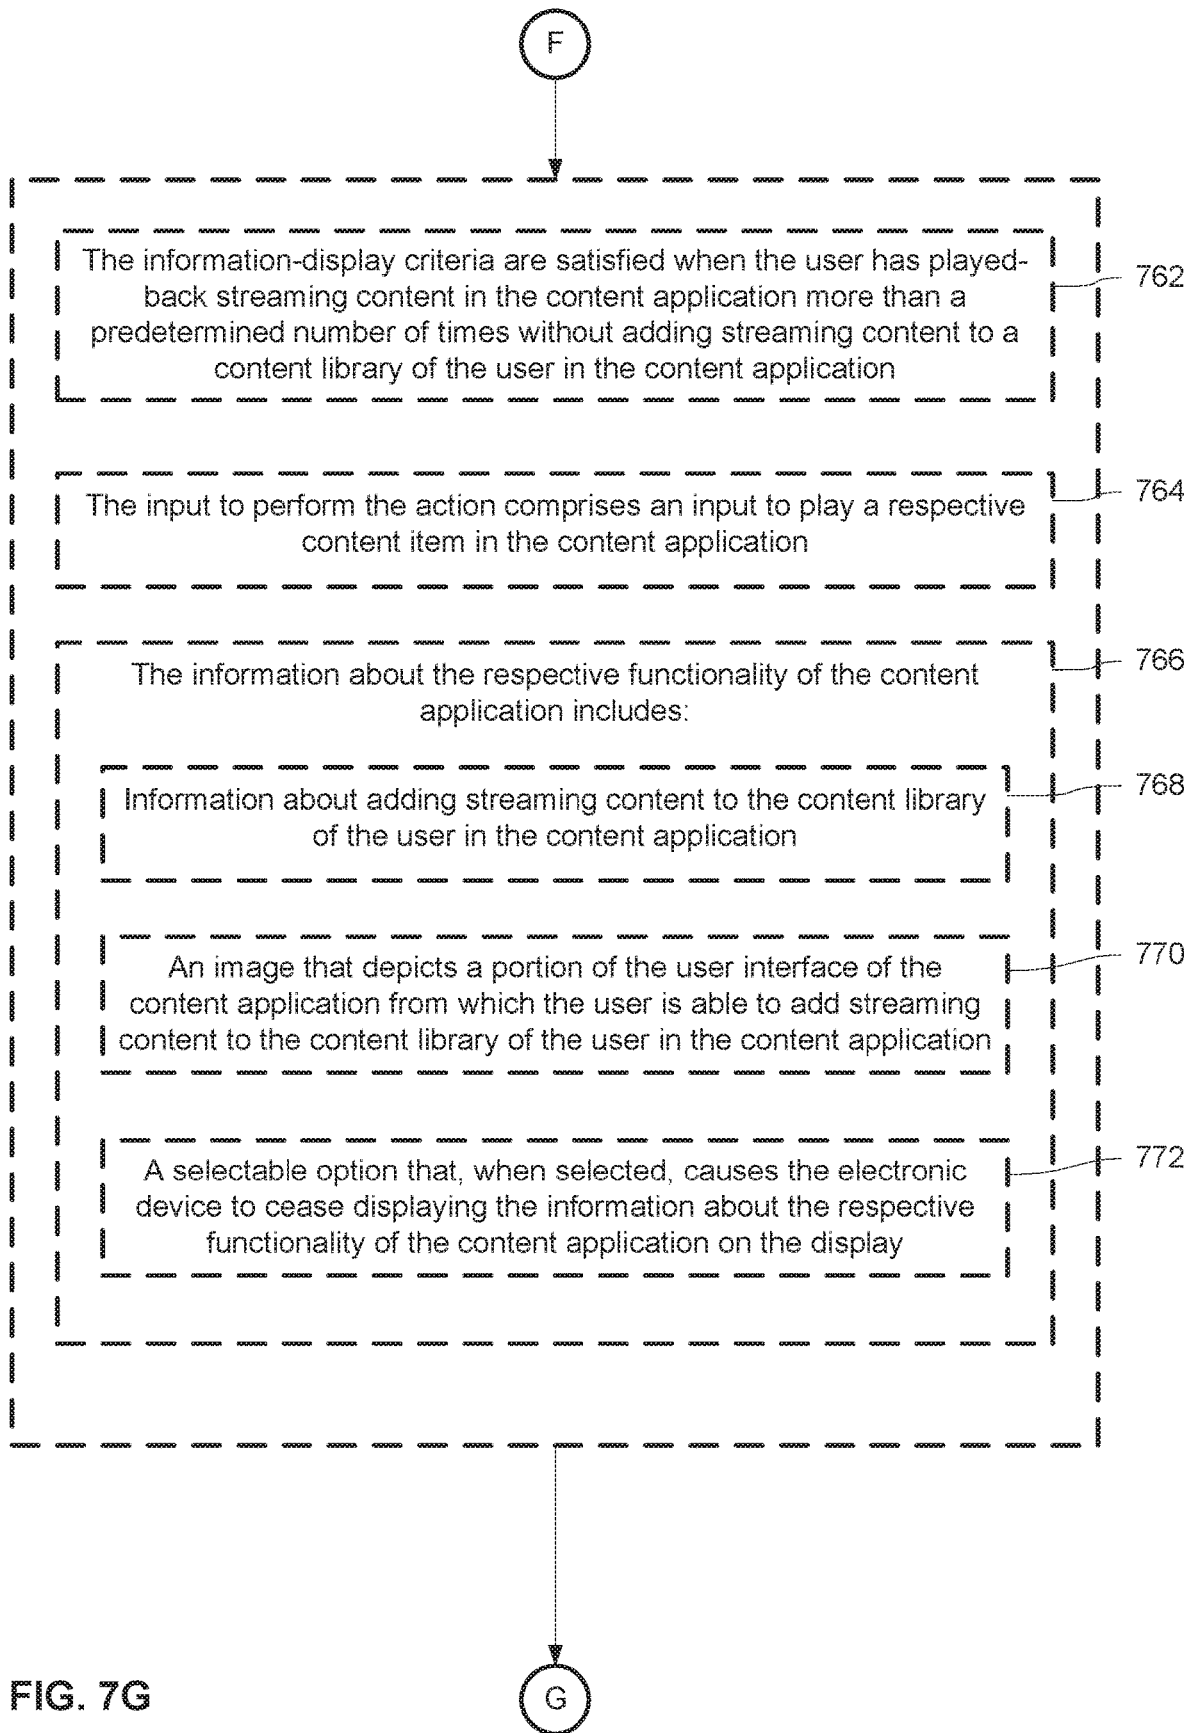 F
The information-display criteria are satisfied when the user has played-
back streaming content in the content application more than a
predetermined number of times without adding streaming content to a
content library of the user in the content application
762
The input to perform the action comprises an input to play a respective
content item in the content application
764
The information about the respective functionality of the content
application includes:
766
Information about adding streaming content to the content library
of the user in the content application
768
An image that depicts a portion of the user interface of the
content application from which the user is able to add streaming
content to the content library of the user in the content application
770
A selectable option that, when selected, causes the electronic
device to cease displaying the information about the respective
functionality of the content application on the display
772
FIG. 7G
G